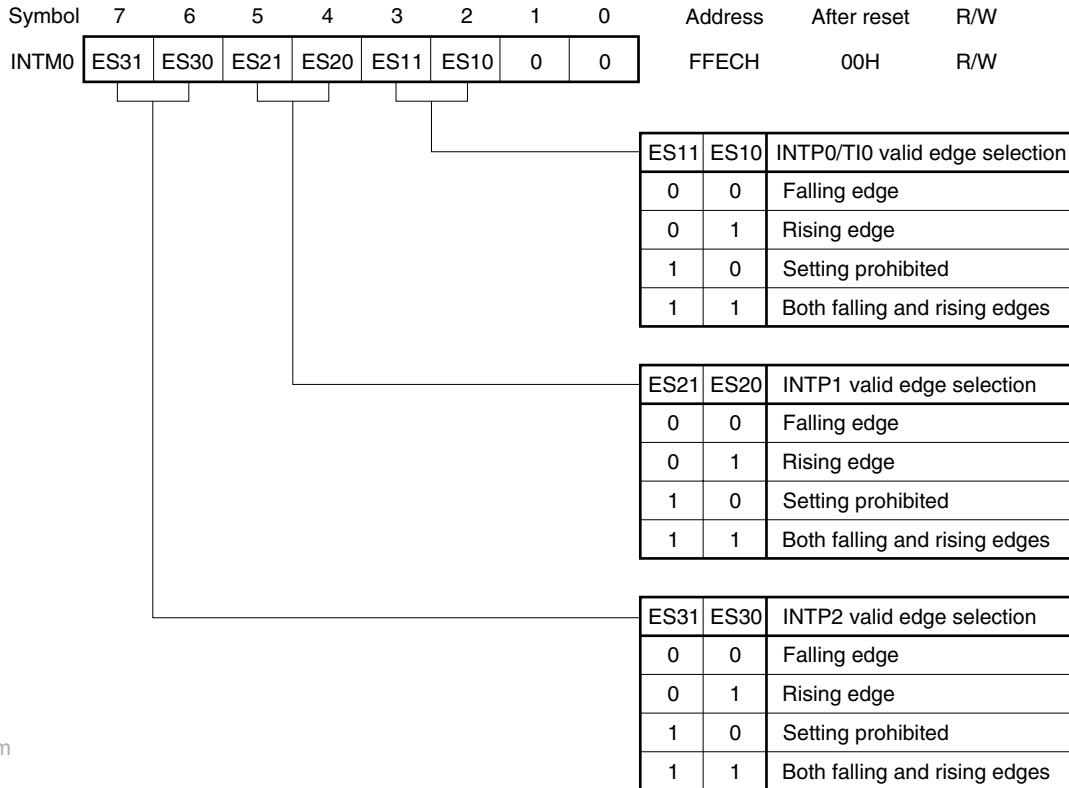 Symbol 7 6 5 4 3 2 1 0 Address After reset R/W
INTM0 ES31 ES30 ES21 ES20 ES11 ES10 0 0 FFECH 00H R/W
ES11 ES10 INTP0/TI0 valid edge selection
0 0 Falling edge
0 1 Rising edge
1 0 Setting prohibited
1 1 Both falling and rising edges
ES21 ES20 INTP1 valid edge selection
0 0 Falling edge
0 1 Rising edge
1 0 Setting prohibited
1 1 Both falling and rising edges
ES31 ES30 INTP2 valid edge selection
0 0 Falling edge
0 1 Rising edge
1 0 Setting prohibited
m
1 1 Both falling and rising edges